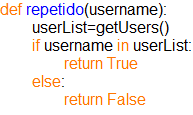 def repetido(username):
        userList=getUsers()
        if username in userList:
                return True
        else:
                return False